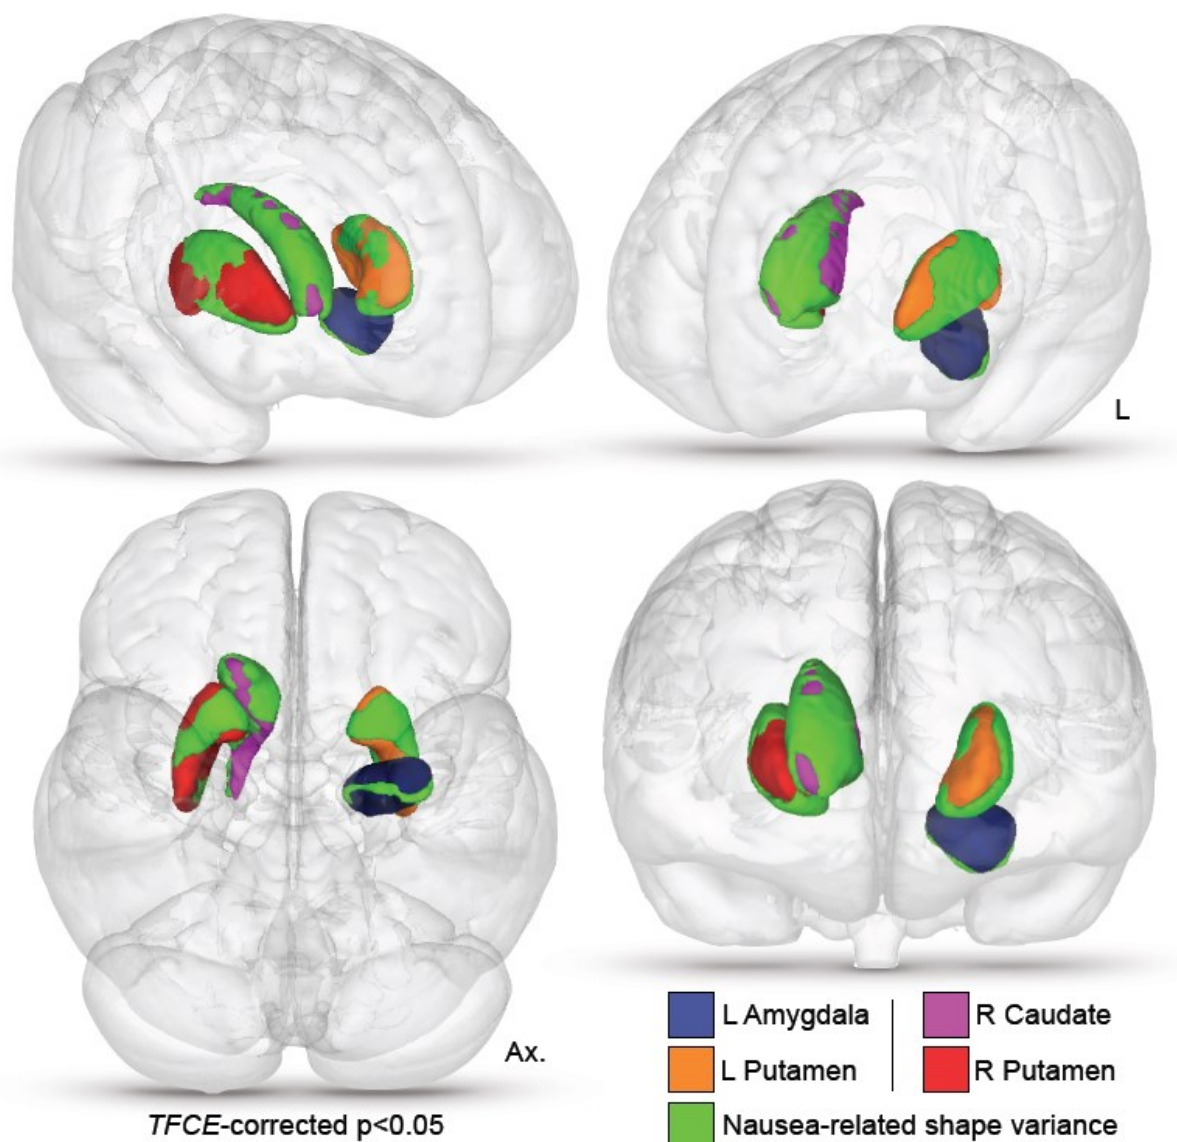 L
Ax.
TFCE-corrected p<0.05
L Amygdala
R Caudate
L Putamen
R Putamen
Nausea-related shape variance